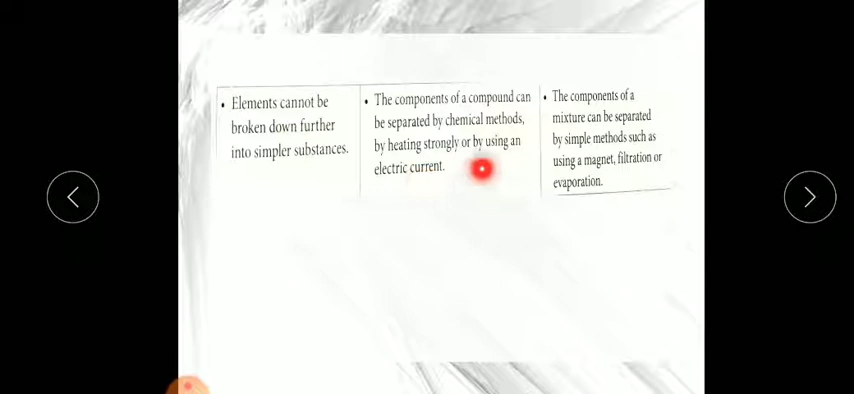 • Elements cannot be
broken down further
into simpler substances.
• The components of a compound can
be separated by chemical methods,
by heating strongly or by using an
electric current.
• The components of a
mixture can be separated
by simple methods such as
using a magnet, filtration or
evaporation.